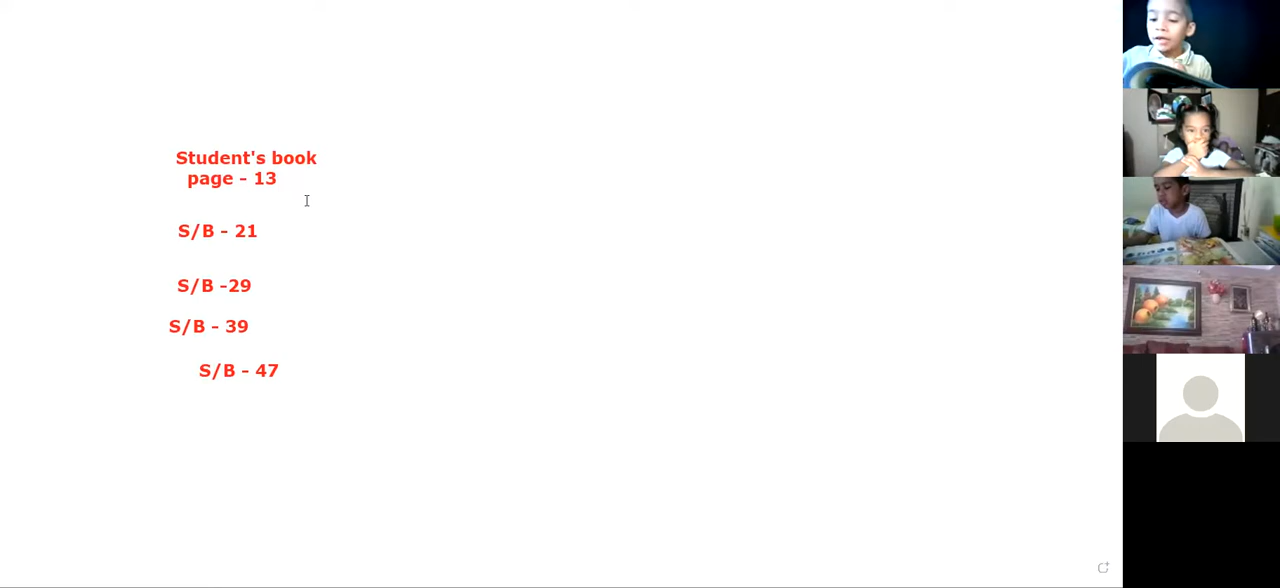 Student's book
page - 13
S/B - 21
S/B -29
S/B - 39
S/B - 47